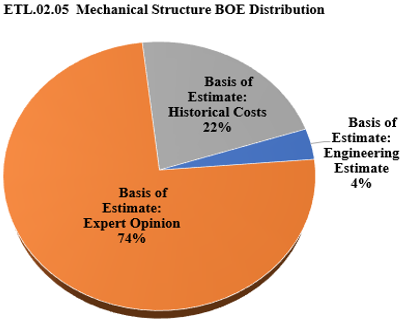 ETL.02.05  Mechanical Structure BOE Distribution
Basis of
Estimate:
Historical Costs
22%
Basis of
Estimate:
Engineering
Estimate
4%
Basis of
Estimate:
Expert Opinion
74%